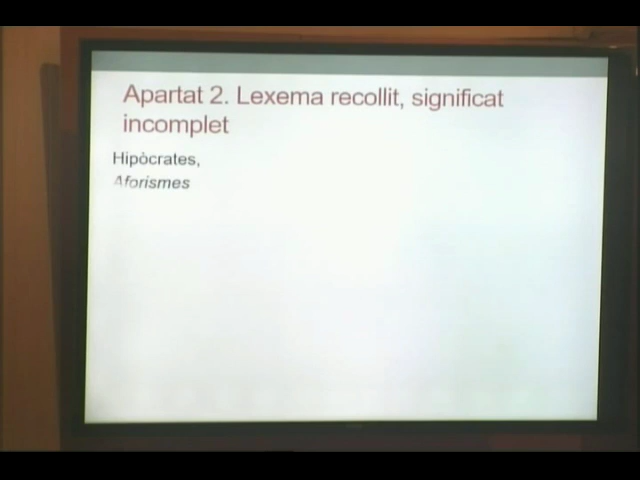 Apartat 2. Lexema recollit, significat
incomplet
Hipòcrates,
Aforismes